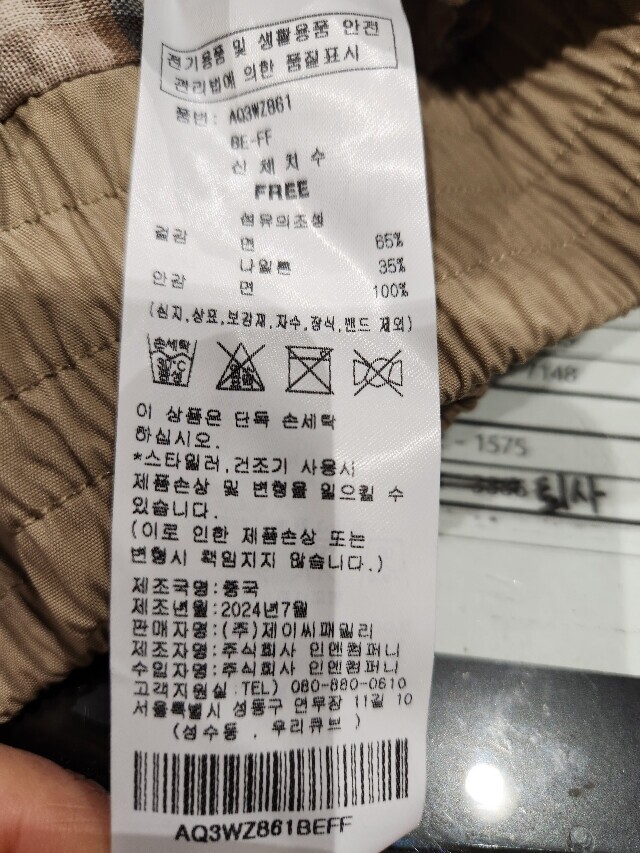 전기용품 및 생활용품 안전
관리법에 의한 품질표시
품번: AQ3WZ861
BE-FF
신 체 치 수
FREE
섬유의조성
겉감 면 65%
나일론 35%
안감 면 100%
(심지,상표,보강재,자수,장식,밴드 제외)
손세탁
이 상품은 단독 손세탁
하십시오.
*스타일러,건조기 사용시
제품손상 및 변형을 일으킬 수
있습니다.
(이로 인한 제품손상 또는
변형시 책임지지 않습니다.)
제조국명:중국
제조년월:2024년7월
판매자명:(주)제이씨패밀리
제조자명:주식회사 인앤컴퍼니
수입자명:주식회사 인앤컴퍼니
고객지원실 TEL) 080-880-0610
서울특별시 성동구 연무장 11길 10
(성수동 , 우리큐브 )
AQ3WZ861BEFF
7148
- 1575
퇴사